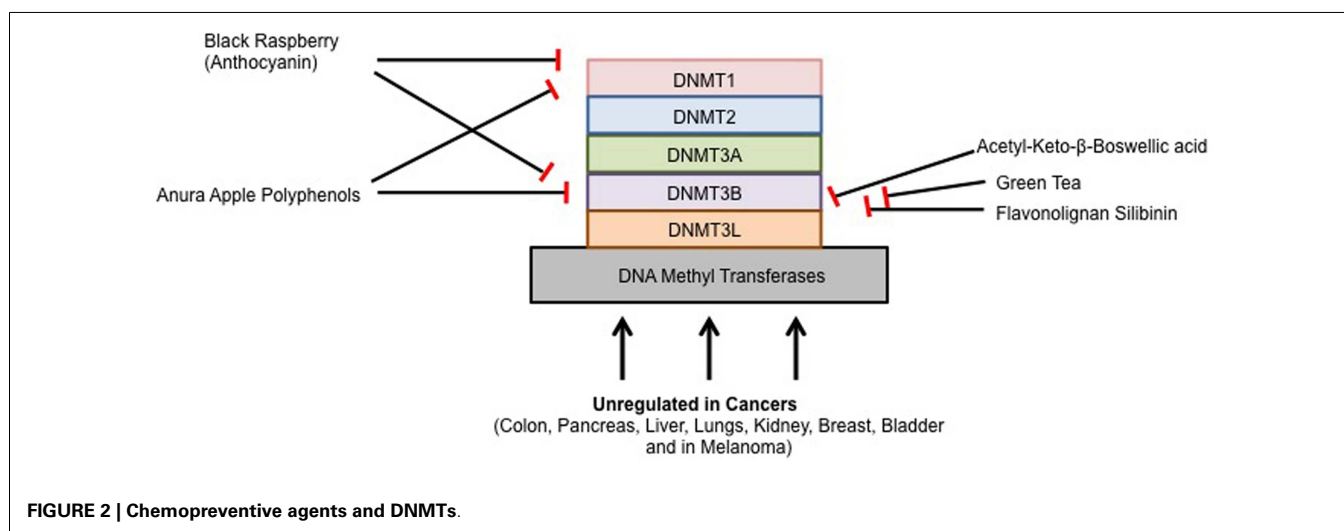 Black Raspberry
(Anthocyanin)
Anura Apple Polyphenols
DNMT1
DNMT2
DNMT3A
DNMT3B
DNMT3L
DNA Methyl Transferases
Acetyl-Keto-β-Boswellic acid
Green Tea
Flavonolignan Silibinin
Unregulated in Cancers
(Colon, Pancreas, Liver, Lungs, Kidney, Breast, Bladder
and in Melanoma)
FIGURE 2 | Chemopreventive agents and DNMTs.